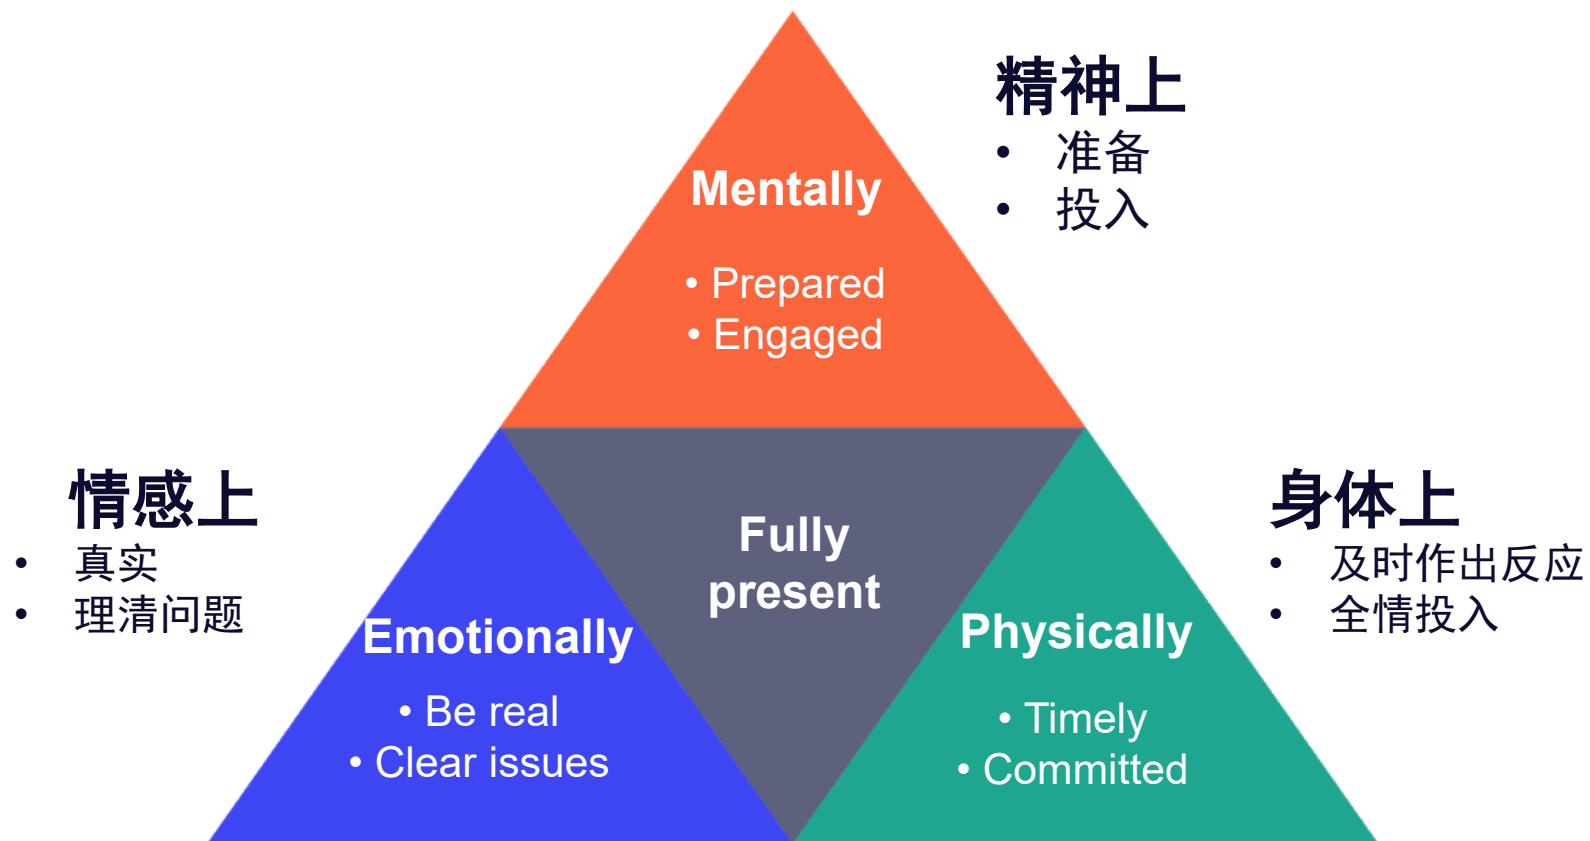 精神上
• 准备
• 投入
Mentally
• Prepared
• Engaged
情感上
• 真实
• 理清问题
Fully
present
身体上
• 及时作出反应
• 全情投入
Emotionally
• Be real
• Clear issues
Physically
• Timely
• Committed